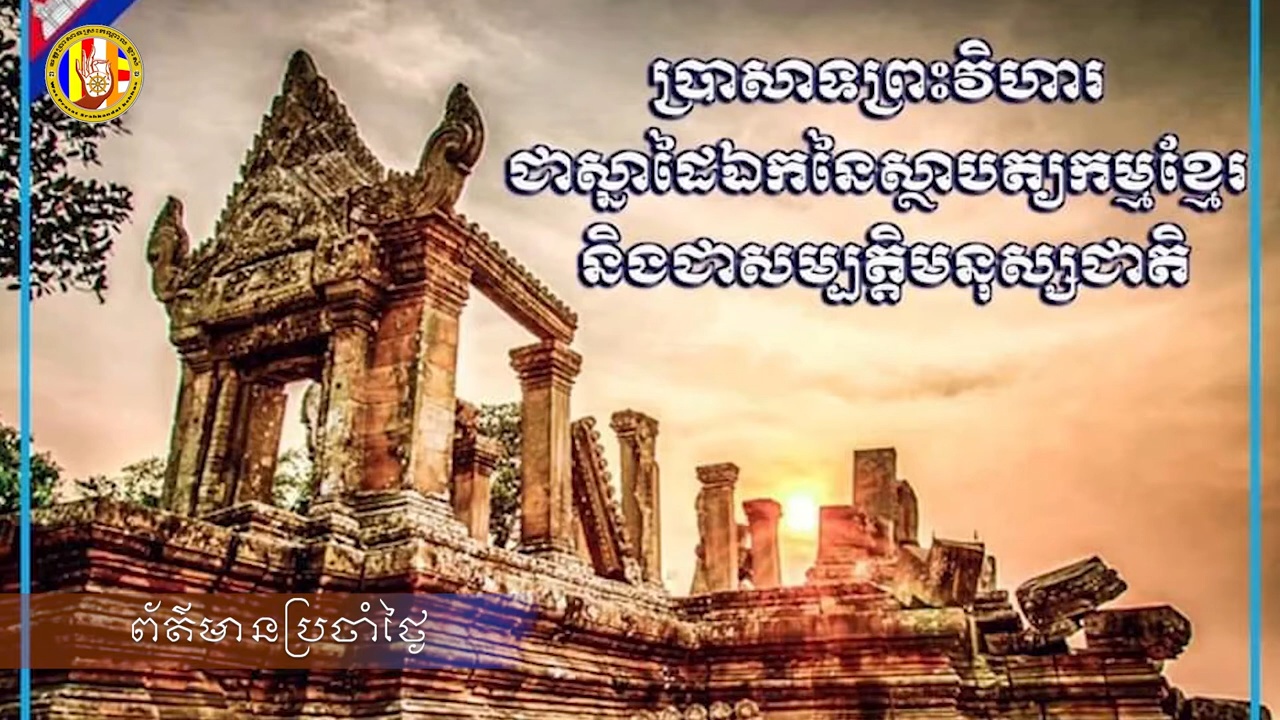 ប្រាសាទព្រះវិហារ
ជាស្នាដៃឯកនៃស្ថាបត្យកម្មខ្មែរ
និងជាសម្បត្តិមនុស្សជាតិ
ព័ត៌មានប្រចាំថ្ងៃ